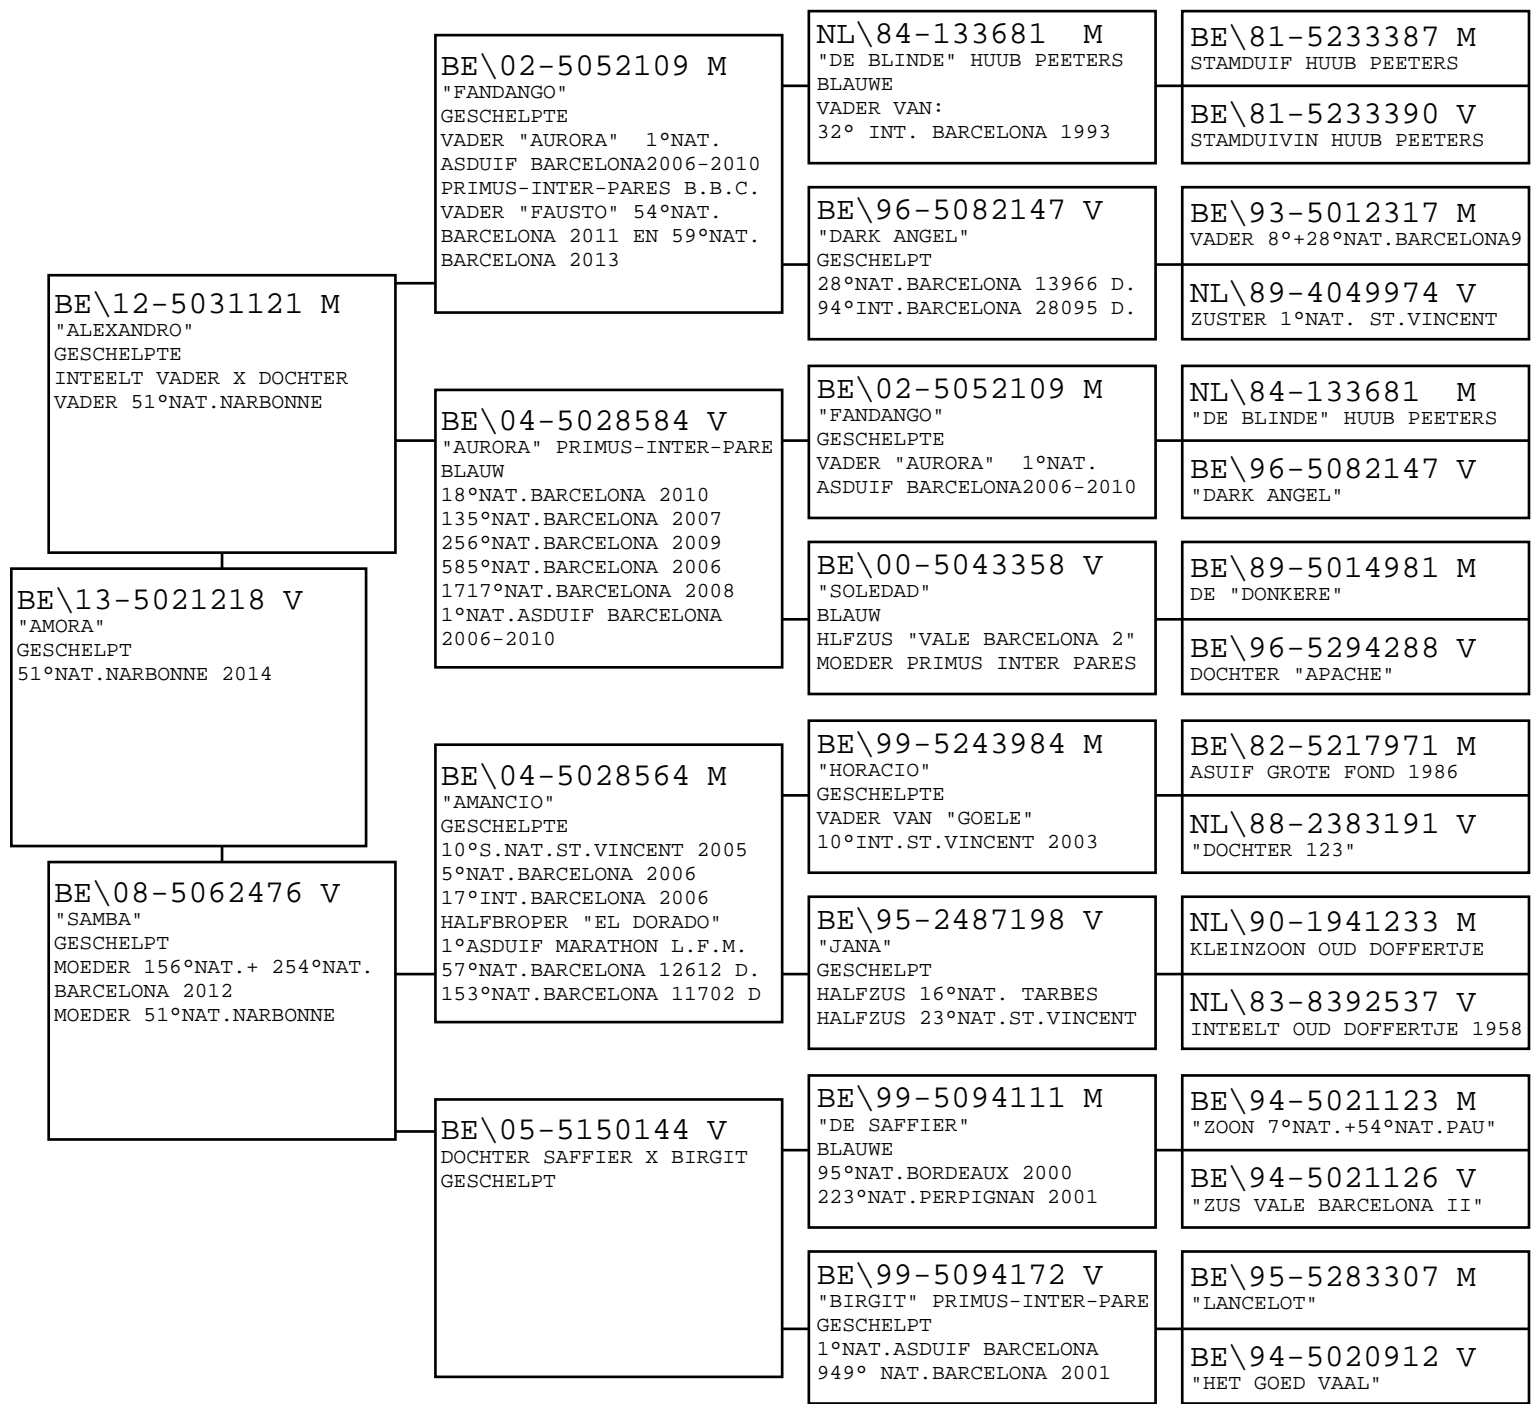 BE\13-5021218 V
"AMORA"
GESCHELPT
51°NAT.NARBONNE 2014
BE\12-5031121 M
"ALEXANDRO"
GESCHELPTE
INTEELT VADER X DOCHTER
VADER 51°NAT.NARBONNE
BE\08-5062476 V
"SAMBA"
GESCHELPT
MOEDER 156°NAT.+ 254°NAT.
BARCELONA 2012
MOEDER 51°NAT.NARBONNE
BE\02-5052109 M
"FANDANGO"
GESCHELPTE
VADER "AURORA"  1°NAT.
ASDUIF BARCELONA2006-2010
PRIMUS-INTER-PARES B.B.C.
VADER "FAUSTO" 54°NAT.
BARCELONA 2011 EN 59°NAT.
BARCELONA 2013
BE\04-5028584 V
"AURORA" PRIMUS-INTER-PARE
BLAUW
18°NAT.BARCELONA 2010
135°NAT.BARCELONA 2007
256°NAT.BARCELONA 2009
585°NAT.BARCELONA 2006
1717°NAT.BARCELONA 2008
1°NAT.ASDUIF BARCELONA
2006-2010
BE\04-5028564 M
"AMANCIO"
GESCHELPTE
10°S.NAT.ST.VINCENT 2005
5°NAT.BARCELONA 2006
17°INT.BARCELONA 2006
HALFBROPER "EL DORADO"
1°ASDUIF MARATHON L.F.M.
57°NAT.BARCELONA 12612 D.
153°NAT.BARCELONA 11702 D
BE\05-5150144 V
DOCHTER SAFFIER X BIRGIT
GESCHELPT
NL\84-133681  M
"DE BLINDE" HUUB PEETERS
BLAUWE
VADER VAN:
32° INT. BARCELONA 1993
BE\96-5082147 V
"DARK ANGEL"
GESCHELPT
28°NAT.BARCELONA 13966 D.
94°INT.BARCELONA 28095 D.
BE\02-5052109 M
"FANDANGO"
GESCHELPTE
VADER "AURORA"  1°NAT.
ASDUIF BARCELONA2006-2010
BE\00-5043358 V
"SOLEDAD"
BLAUW
HLFZUS "VALE BARCELONA 2"
MOEDER PRIMUS INTER PARES
BE\99-5243984 M
"HORACIO"
GESCHELPTE
VADER VAN "GOELE"
10°INT.ST.VINCENT 2003
BE\95-2487198 V
"JANA"
GESCHELPT
HALFZUS 16°NAT. TARBES
HALFZUS 23°NAT.ST.VINCENT
BE\99-5094111 M
"DE SAFFIER"
BLAUWE
95°NAT.BORDEAUX 2000
223°NAT.PERPIGNAN 2001
BE\99-5094172 V
"BIRGIT" PRIMUS-INTER-PARE
GESCHELPT
1°NAT.ASDUIF BARCELONA
949° NAT.BARCELONA 2001
BE\81-5233387 M
STAMDUIF HUUB PEETERS
BE\81-5233390 V
STAMDUIVIN HUUB PEETERS
BE\93-5012317 M
VADER 8°+28°NAT.BARCELONA9
NL\89-4049974 V
ZUSTER 1°NAT. ST.VINCENT
NL\84-133681  M
"DE BLINDE" HUUB PEETERS
BE\96-5082147 V
"DARK ANGEL"
BE\89-5014981 M
DE "DONKERE"
BE\96-5294288 V
DOCHTER "APACHE"
BE\82-5217971 M
ASUIF GROTE FOND 1986
NL\88-2383191 V
"DOCHTER 123"
NL\90-1941233 M
KLEINZOON OUD DOFFERTJE
NL\83-8392537 V
INTEELT OUD DOFFERTJE 1958
BE\94-5021123 M
"ZOON 7°NAT.+54°NAT.PAU"
BE\94-5021126 V
"ZUS VALE BARCELONA II"
BE\95-5283307 M
"LANCELOT"
BE\94-5020912 V
"HET GOED VAAL"